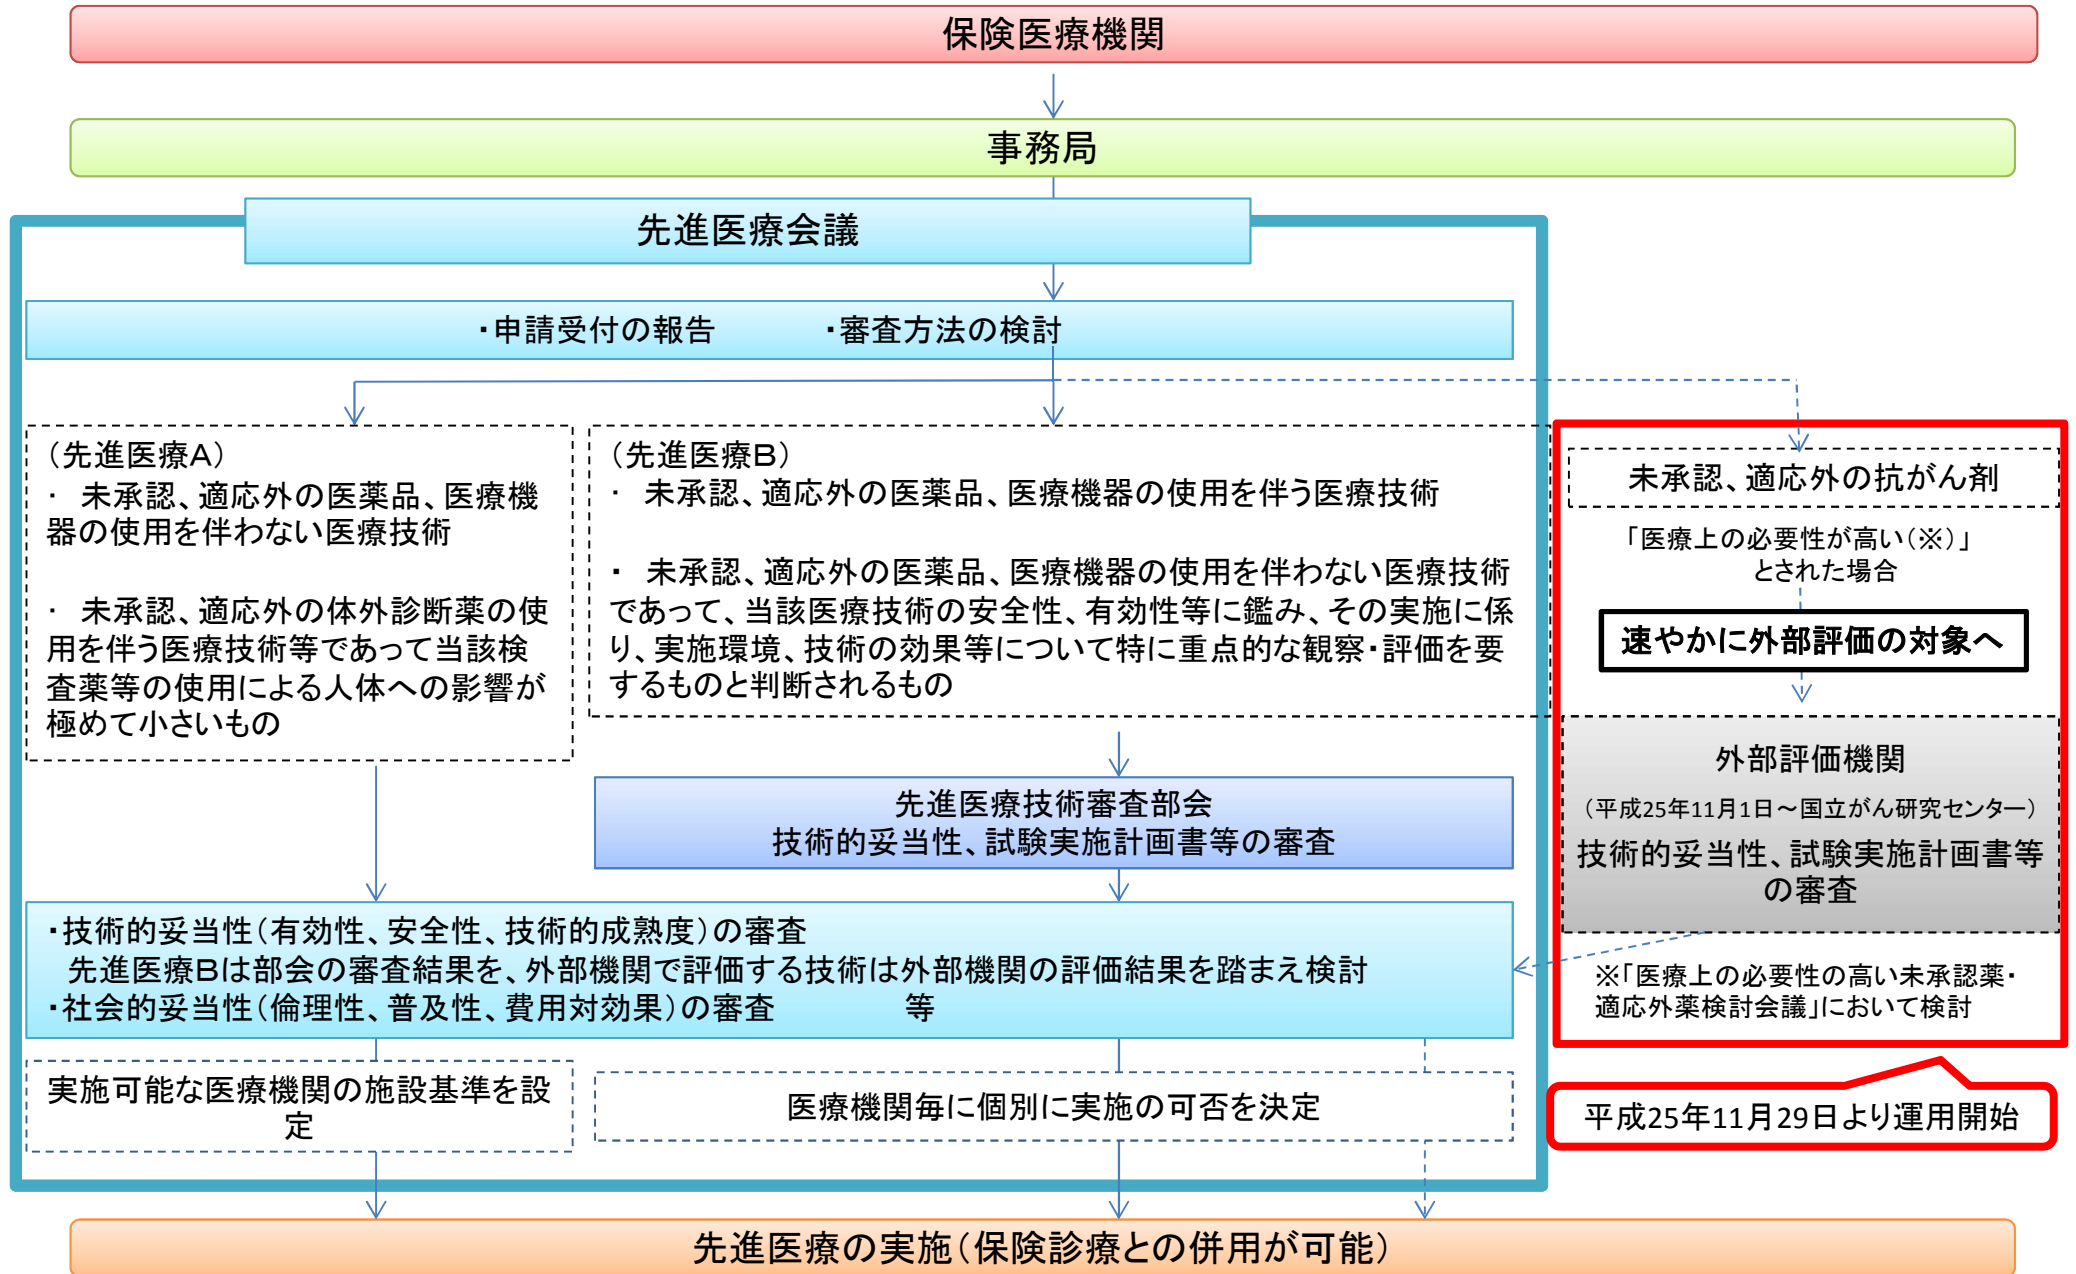 保険医療機関
事務局
先進医療会議
・申請受付の報告　　　・審査方法の検討
（先進医療A）
・ 未承認、適応外の医薬品、医療機
器の使用を伴わない医療技術
・ 未承認、適応外の体外診断薬の使
用を伴う医療技術等であって当該検
査薬等の使用による人体への影響が
極めて小さいもの
（先進医療B）
・ 未承認、適応外の医薬品、医療機器の使用を伴う医療技術
・ 未承認、適応外の医薬品、医療機器の使用を伴わない医療技術
であって、当該医療技術の安全性、有効性等に鑑み、その実施に係
り、実施環境、技術の効果等について特に重点的な観察・評価を要
するものと判断されるもの
未承認、適応外の抗がん剤
「医療上の必要性が高い（※）」
とされた場合
速やかに外部評価の対象へ
外部評価機関
（平成25年11月1日～国立がん研究センター）
技術的妥当性、試験実施計画書等
の審査
※「医療上の必要性の高い未承認薬・
適応外薬検討会議」において検討
平成25年11月29日より運用開始
先進医療技術審査部会
技術的妥当性、試験実施計画書等の審査
・技術的妥当性（有効性、安全性、技術的成熟度）の審査
先進医療Bは部会の審査結果を、外部機関で評価する技術は外部機関の評価結果を踏まえ検討
・社会的妥当性（倫理性、普及性、費用対効果）の審査　　　等
実施可能な医療機関の施設基準を設
定
医療機関毎に個別に実施の可否を決定
先進医療の実施（保険診療との併用が可能）